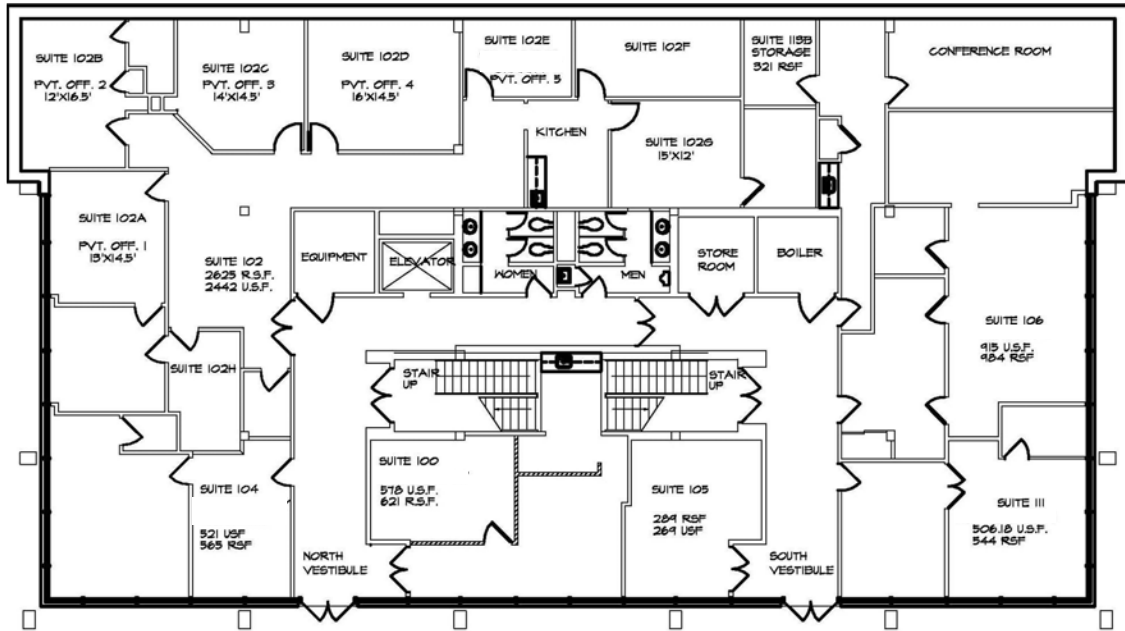 SUITE 102B
PVT. OFF. 2
12'X16.5'
SUITE 102C
PVT. OFF. 3
14'X14.5'
SUITE 102D
PVT. OFF. 4
16'X14.5'
SUITE 102E
PVT. OFF. 5
SUITE 102F
SUITE 113B
STORAGE
321 RSF
CONFERENCE ROOM
KITCHEN
SUITE 102G
15'X12'
SUITE 102A
PVT. OFF. 1
13'X14.5'
SUITE 102
2625 R.S.F.
2442 U.S.F.
EQUIPMENT
ELEVATOR
WOMEN
MEN
STORE
ROOM
BOILER
SUITE 106
913 U.S.F.
984 RSF
SUITE 102H
STAIR
UP
STAIR
UP
SUITE 100
578 U.S.F.
621 R.S.F.
SUITE 104
521 USF
565 RSF
SUITE 105
289 RSF
269 USF
SUITE 111
506.18 U.S.F.
544 RSF
NORTH
VESTIBULE
SOUTH
VESTIBULE